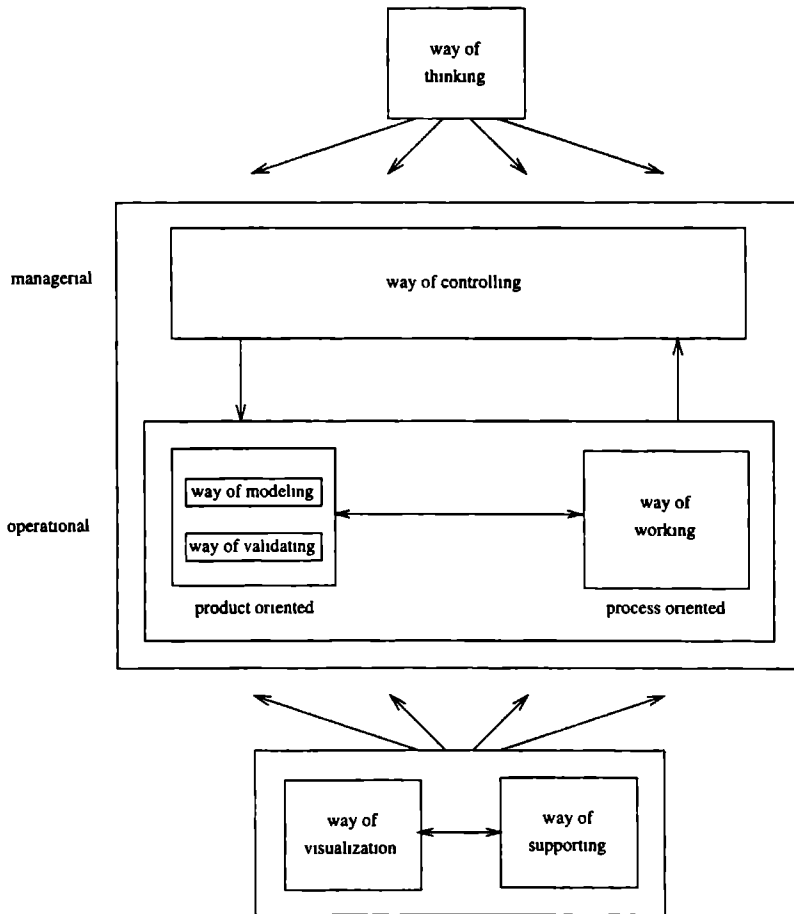 way of
thinking
managerial
way of controlling
way of modeling
operational
way of validating
way of
working
product oriented
process oriented
way of
visualization
way of
supporting